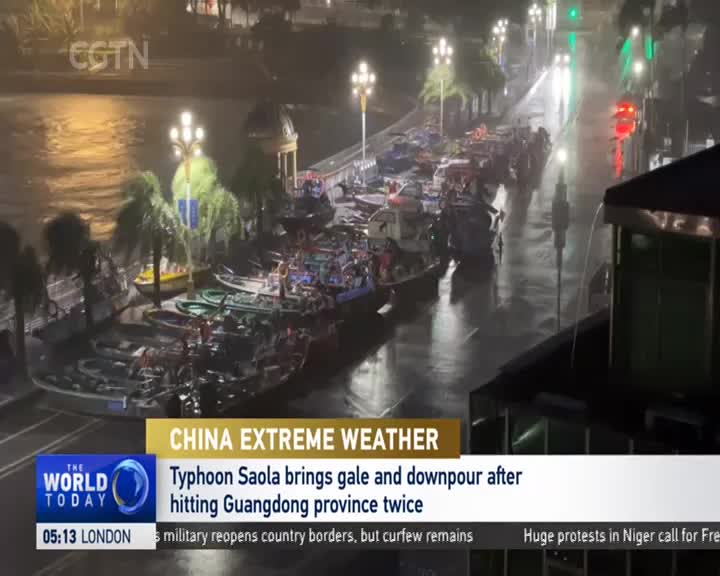 CGTN
CHINA EXTREME WEATHER
THE
WORLD
TODAY
Typhoon Saola brings gale and downpour after
hitting Guangdong province twice
05:13 LONDON
s military reopens country borders, but curfew remains Huge protests in Niger call for Fre